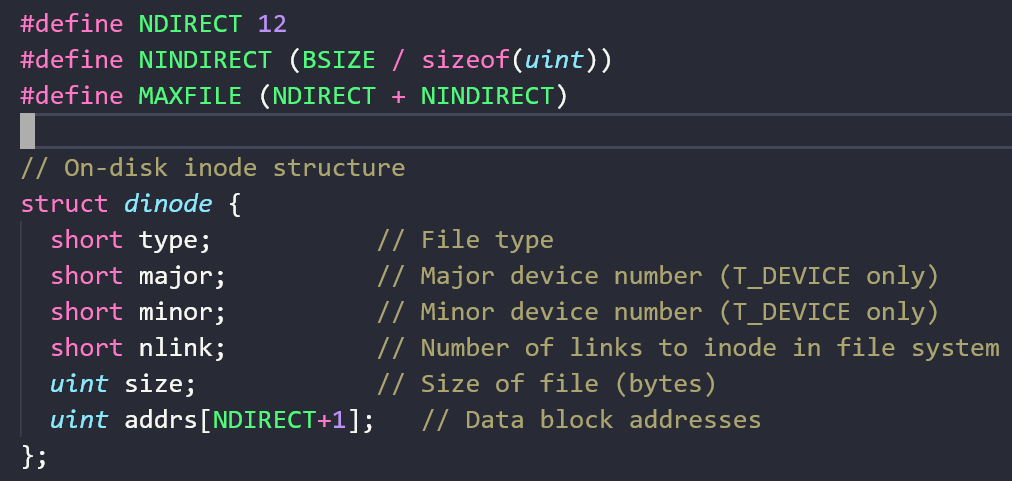 #define NDIRECT 12
#define NINDIRECT (BSIZE / sizeof(uint))
#define MAXFILE (NDIRECT + NINDIRECT)
// On-disk inode structure
struct dinode {
  short type;           // File type
  short major;          // Major device number (T_DEVICE only)
  short minor;          // Minor device number (T_DEVICE only)
  short nlink;          // Number of links to inode in file system
  uint size;            // Size of file (bytes)
  uint addrs[NDIRECT+1];   // Data block addresses
};